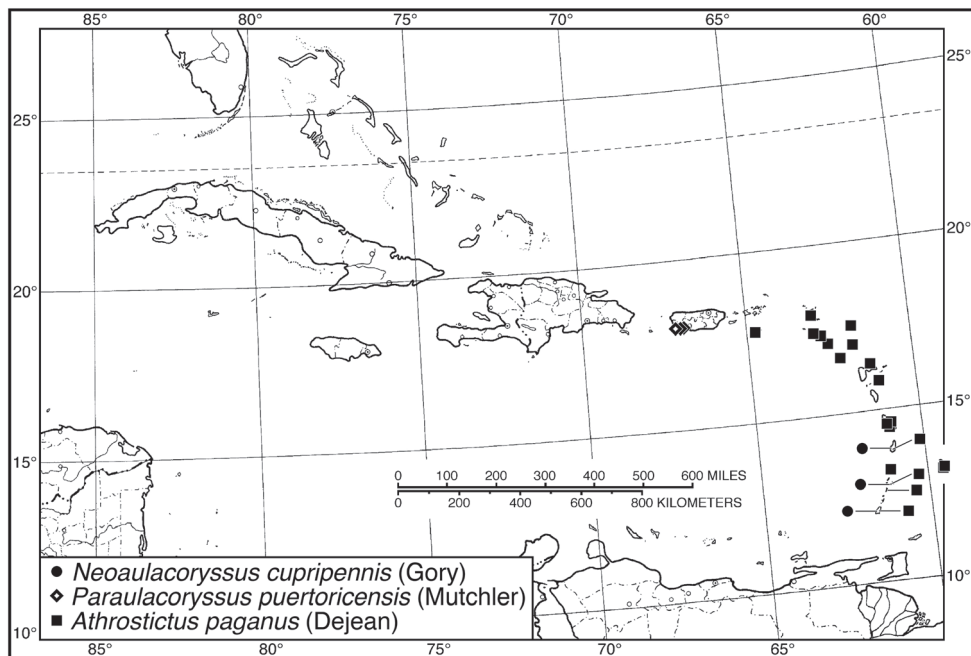 85° 80° 75° 70° 65° 60°
25°
25°
20°
20°
15°
15°
0 100 200 300 400 500 600 MILES
0 200 400 600 800 KILOMETERS
10°
10°
● Neoaulacoryssus cupripennis (Gory)
Paraulacoryssus puertoricensis (Mutchler)
■ Athrostictus paganus (Dejean)
85° 80° 75° 70° 65°